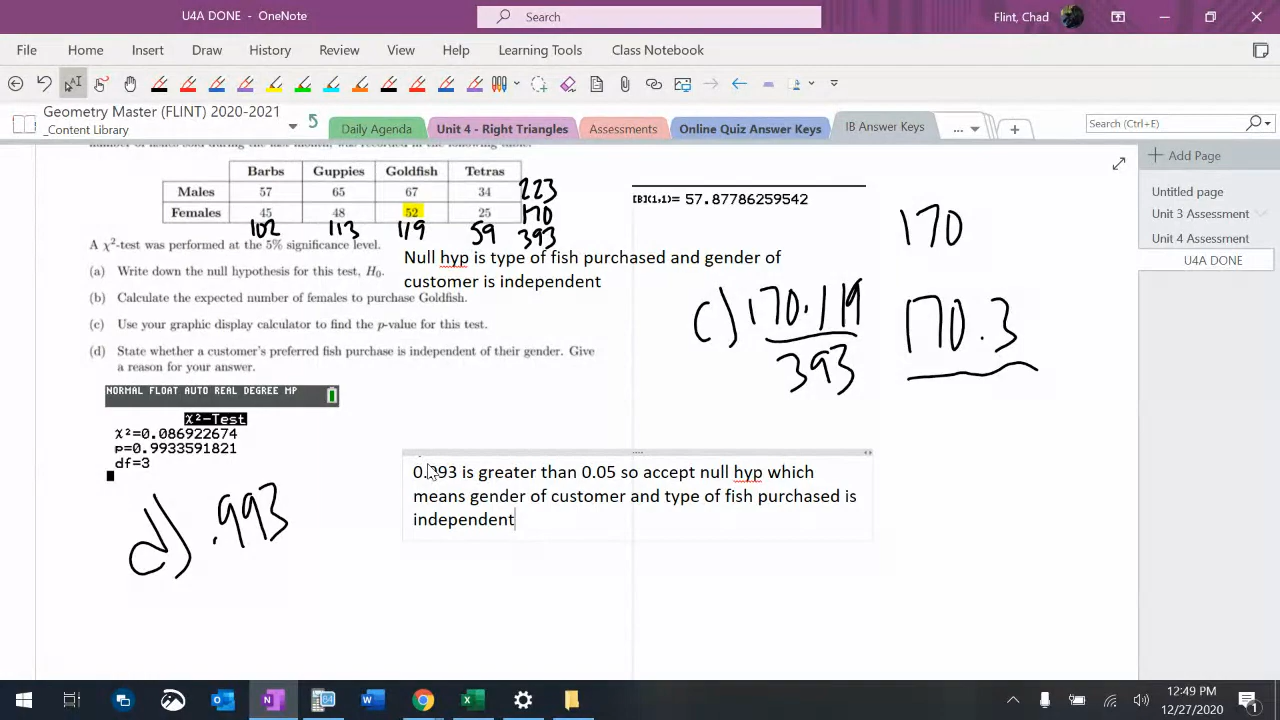 U4A DONE - OneNote
Search
Flint, Chad
File Home Insert Draw History Review View Help Learning Tools Class Notebook
Geometry Master (FLINT) 2020-2021
_Content Library
Daily Agenda
Unit 4 - Right Triangles
Assessments
Online Quiz Answer Keys
IB Answer Keys
...
Search (Ctrl+E)
Add Page
Untitled page
Unit 3 Assessment
Unit 4 Assessment
U4A DONE
Barbs Guppies Goldfish Tetras
Males 57 65 67 34 223
Females 45 48 52 25 170
102 113 119 59 393
A χ²-test was performed at the 5% significance level.
(a) Write down the null hypothesis for this test, H₀.
(b) Calculate the expected number of females to purchase Goldfish.
(c) Use your graphic display calculator to find the p-value for this test.
(d) State whether a customer's preferred fish purchase is independent of their gender. Give
a reason for your answer.
Null hyp is type of fish purchased and gender of
customer is independent
[B](1,1)= 57.87786259542
170
c) 170.119
393
170.3
NORMAL FLOAT AUTO REAL DEGREE MP
χ²-Test
χ²=0.086922674
p=0.9933591821
df=3
d) .993
0.993 is greater than 0.05 so accept null hyp which
means gender of customer and type of fish purchased is
independent
12:49 PM
12/27/2020